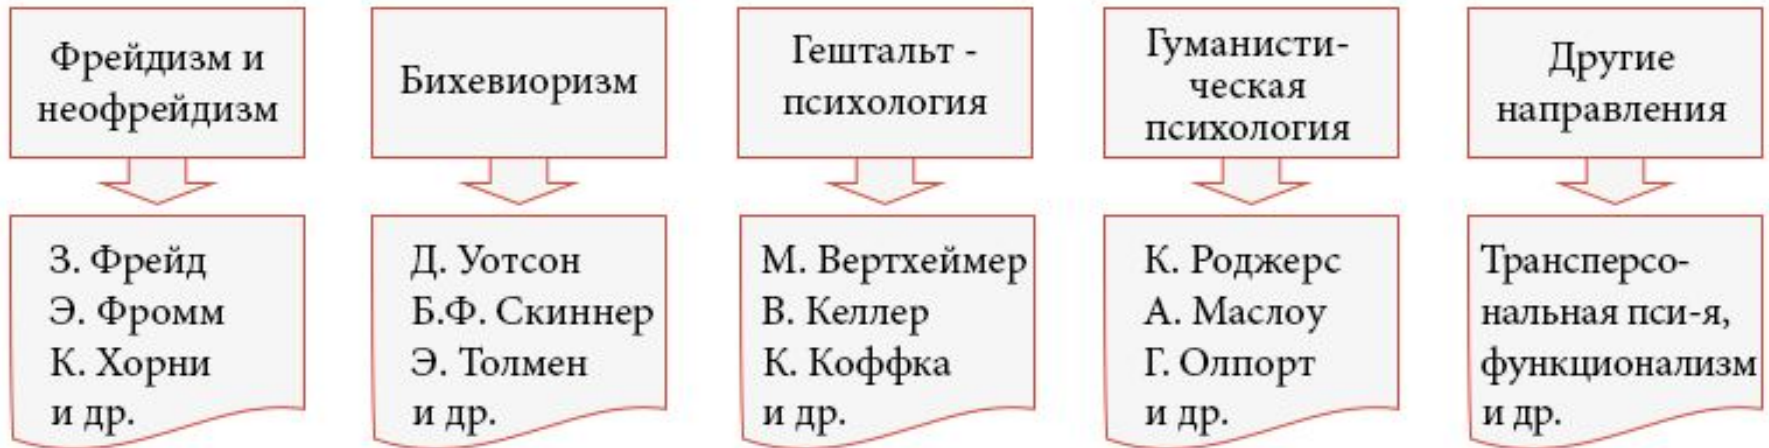 Фрейдизм и
неофрейдизм
Бихевиоризм
Гештальт -
психология
Гуманисти-
ческая
психология
Другие
направления
З. Фрейд
Э. Фромм
К. Хорни
и др.
Д. Уотсон
Б.Ф. Скиннер
Э. Толмен
и др.
М. Вертхеймер
В. Келлер
К. Коффка
и др.
К. Роджерс
А. Маслоу
Г. Олпорт
и др.
Трансперсо-
нальная пси-я,
функционализм
и др.